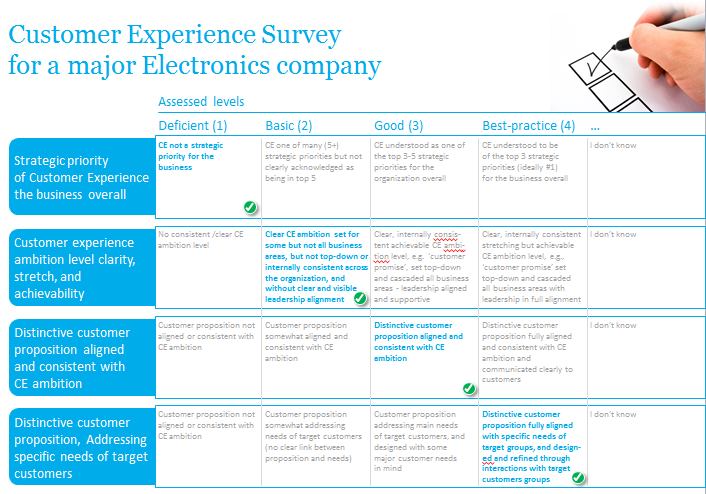 Customer Experience Survey
for a major Electronics company
Assessed levels
Deficient (1)
Basic (2)
Good (3)
Best-practice (4)
...
Strategic priority
of Customer Experience
the business overall
CE not a strategic
priority for the
business
CE one of many (5+)
strategic priorities but not
clearly acknowledged as
being in top 5
CE understood as one of
the top 3-5 strategic
priorities for the
organization overall
CE understood to be
of the top 3 strategic
priorities (ideally #1)
for the business overall
I don't know
Customer experience
ambition level clarity,
stretch, and
achievability
No consistent /clear CE
ambition level
Clear CE ambition set for
some but not all business
areas, but not top-down or
internally consistent across
the organization, and
without clear and visible
leadership alignment
Clear, internally consis-
tent achievable CE ambi-
tion level, e.g. 'customer
promise', set top-down
and cascaded all business
areas - leadership aligned
and supportive
Clear, internally consistent
stretching but achievable
CE ambition level, e.g.,
'customer promise' set
top-down and cascaded
all business areas with
leadership in full alignment
I don't know
Distinctive customer
proposition aligned
and consistent with
CE ambition
Customer proposition not
aligned or consistent with
CE ambition
Customer proposition
somewhat aligned and
consistent with CE
ambition
Distinctive customer
proposition aligned and
consistent with CE
ambition
Distinctive customer
proposition fully aligned
and consistent with CE
ambition and
communicated clearly to
customers
I don't know
Distinctive customer
proposition, Addressing
specific needs of target
customers
Customer proposition not
aligned or consistent with
CE ambition
Customer proposition
somewhat addressing
needs of target customers
(no clear link between
proposition and needs)
Customer proposition
addressing main needs
of target customers, and
designed with some
major customer needs
in mind
Distinctive customer
proposition fully aligned
with specific needs of
target groups, and design-
ed and refined through
interactions with target
customers groups
I don't know